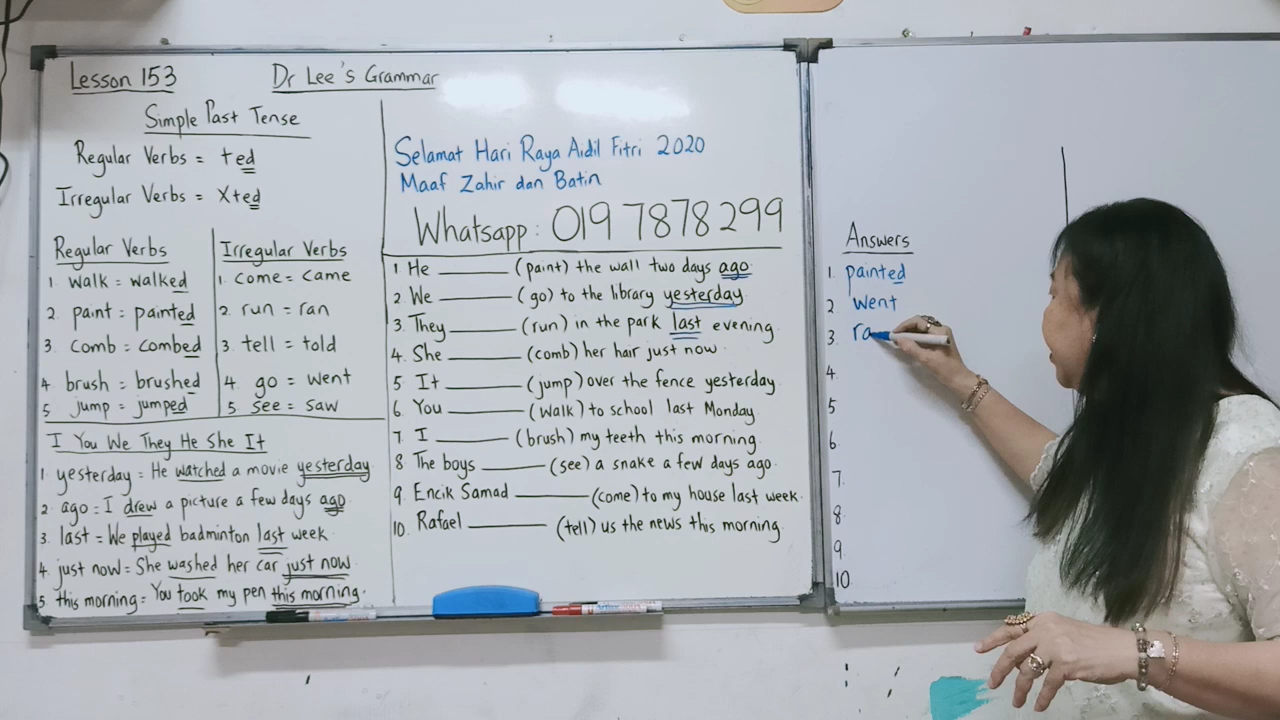 Lesson 153
Dr Lee's Grammar
Simple Past Tense
Regular Verbs = +ed
Irregular Verbs = X+ed
Regular Verbs
1. walk = walked
2. paint = painted
3. comb = combed
4 brush = brushed
5. jump = jumped
Irregular Verbs
1. come = came
2. run = ran
3. tell = told
4. go = went
5. see = saw
I You We They He She It
1. yesterday = He watched a movie yesterday.
2. ago = I drew a picture a few days ago
3. last = We played badminton last week.
4. just now = She washed her car just now.
5. this morning = You took my pen this morning.
Selamat Hari Raya Aidil Fitri 2020
Maaf Zahir dan Batin
Whatsapp : 019 7878299
1. He ______ (paint) the wall two days ago.
2. We ______ (go) to the library yesterday.
3. They ______ (run) in the park last evening.
4. She ______ (comb) her hair just now.
5. It ______ (jump) over the fence yesterday.
6. You ______ (walk) to school last Monday.
7. I ______ (brush) my teeth this morning.
8 The boys ______ (see) a snake a few days ago.
9. Encik Samad ______ (come) to my house last week.
10. Rafael ______ (tell) us the news this morning.
Answers
1. painted
2 went
3. ra
4.
5
6.
7.
8.
9.
10.